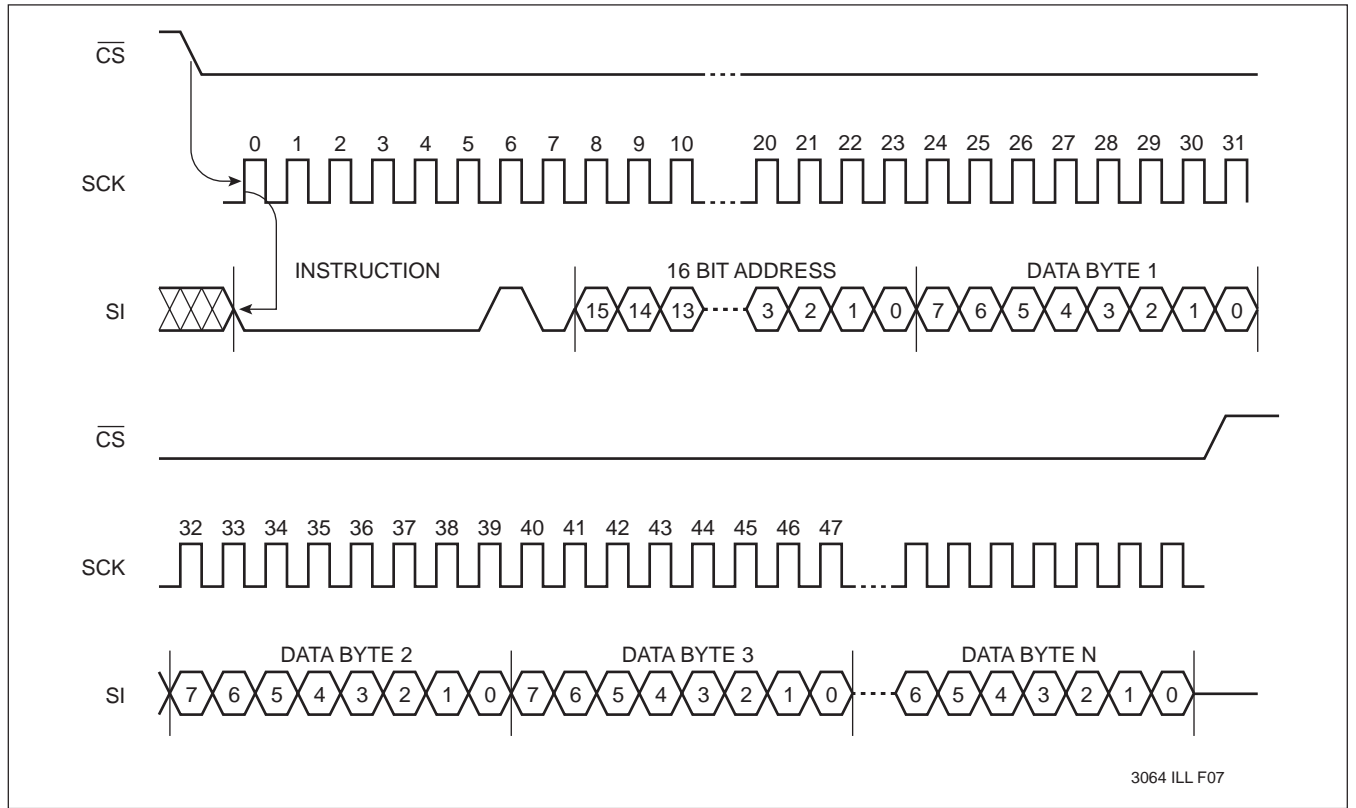 CS
0 1 2 3 4 5 6 7 8 9 10 20 21 22 23 24 25 26 27 28 29 30 31
SCK
INSTRUCTION 16 BIT ADDRESS DATA BYTE 1
SI 15 14 13 3 2 1 0 7 6 5 4 3 2 1 0
CS
32 33 34 35 36 37 38 39 40 41 42 43 44 45 46 47
SCK
DATA BYTE 2 DATA BYTE 3 DATA BYTE N
SI 7 6 5 4 3 2 1 0 7 6 5 4 3 2 1 0 6 5 4 3 2 1 0
3064 ILL F07